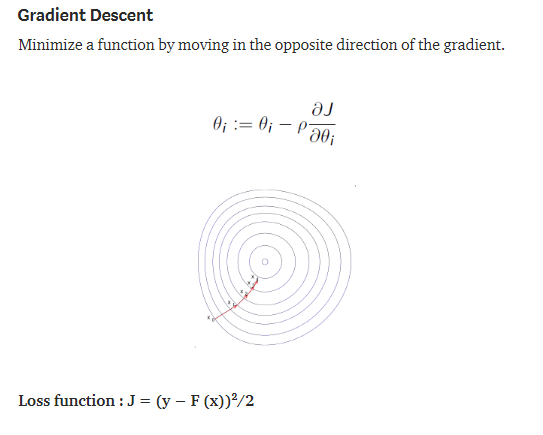 Gradient Descent
Minimize a function by moving in the opposite direction of the gradient.
θᵢ := θᵢ − ρ ∂J/∂θᵢ
Loss function : J = (y – F (x))²/2